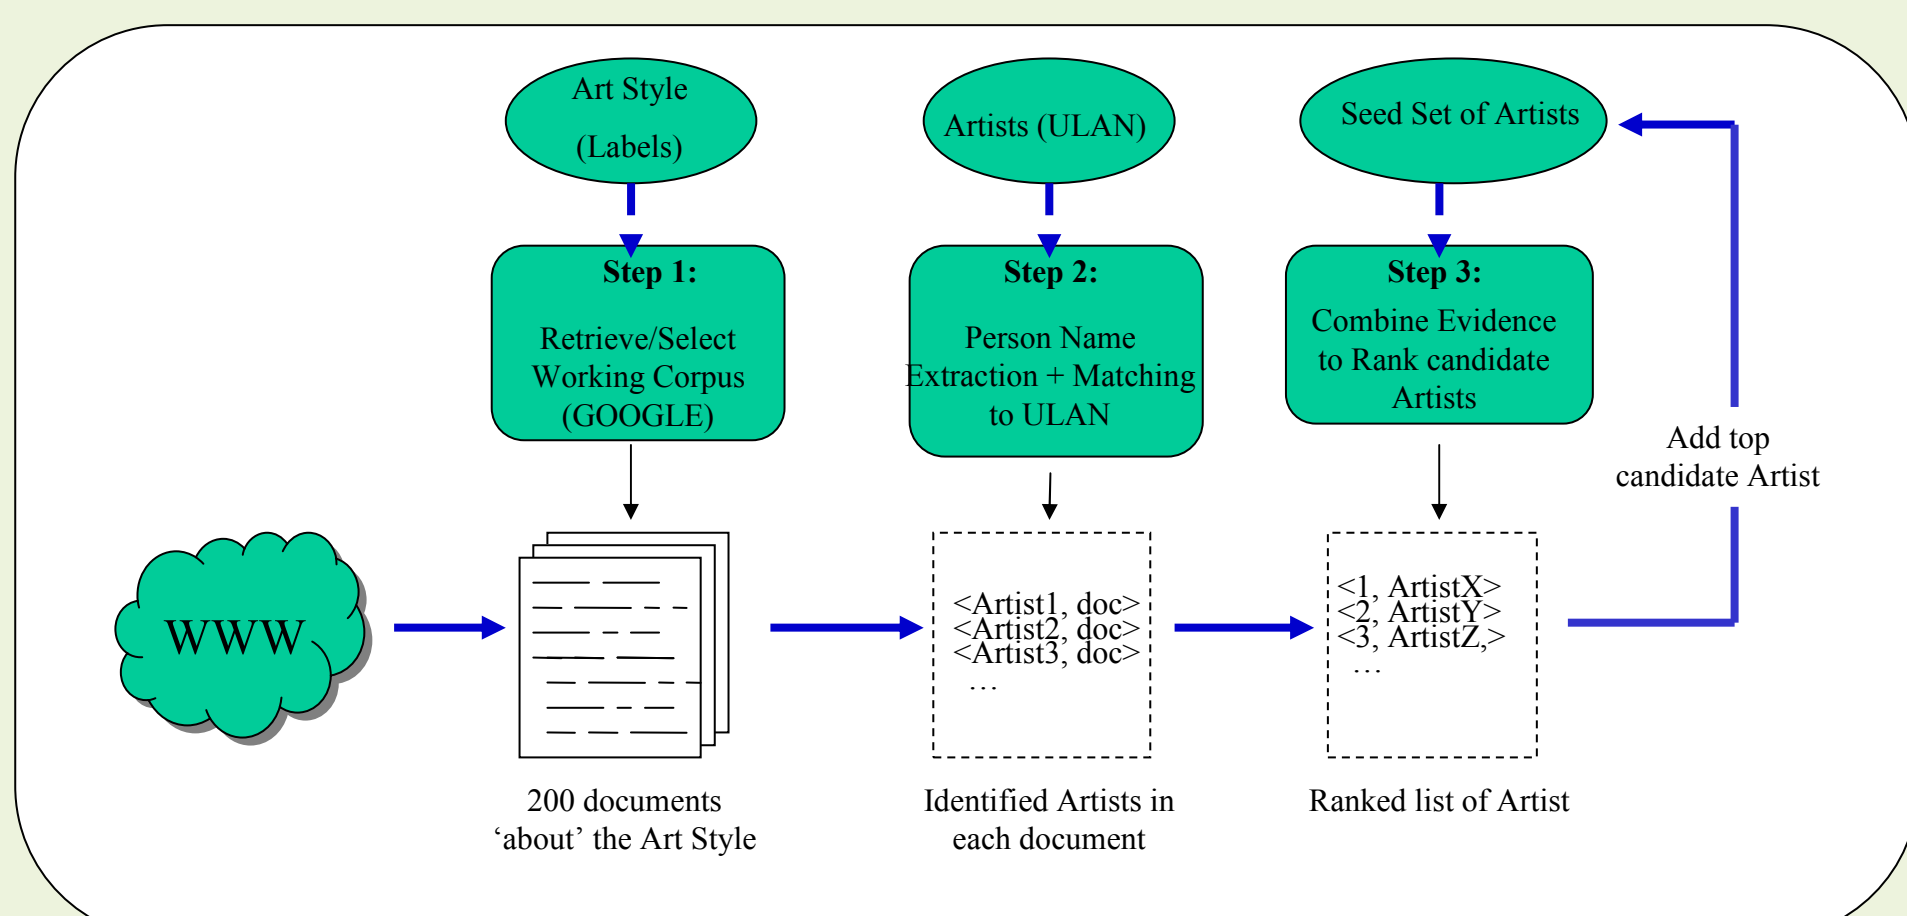 Art Style
(Labels)
Artists (ULAN)
Seed Set of Artists
Step 1:
Retrieve/Select
Working Corpus
(GOOGLE)
Step 2:
Person Name
Extraction + Matching
to ULAN
Step 3:
Combine Evidence
to Rank candidate
Artists
Add top
candidate Artist
WWW
<Artist1, doc>
<Artist2, doc>
<Artist3, doc>
…
<1, ArtistX>
<2, ArtistY>
<3, ArtistZ,>
…
200 documents
‘about’ the Art Style
Identified Artists in
each document
Ranked list of Artist